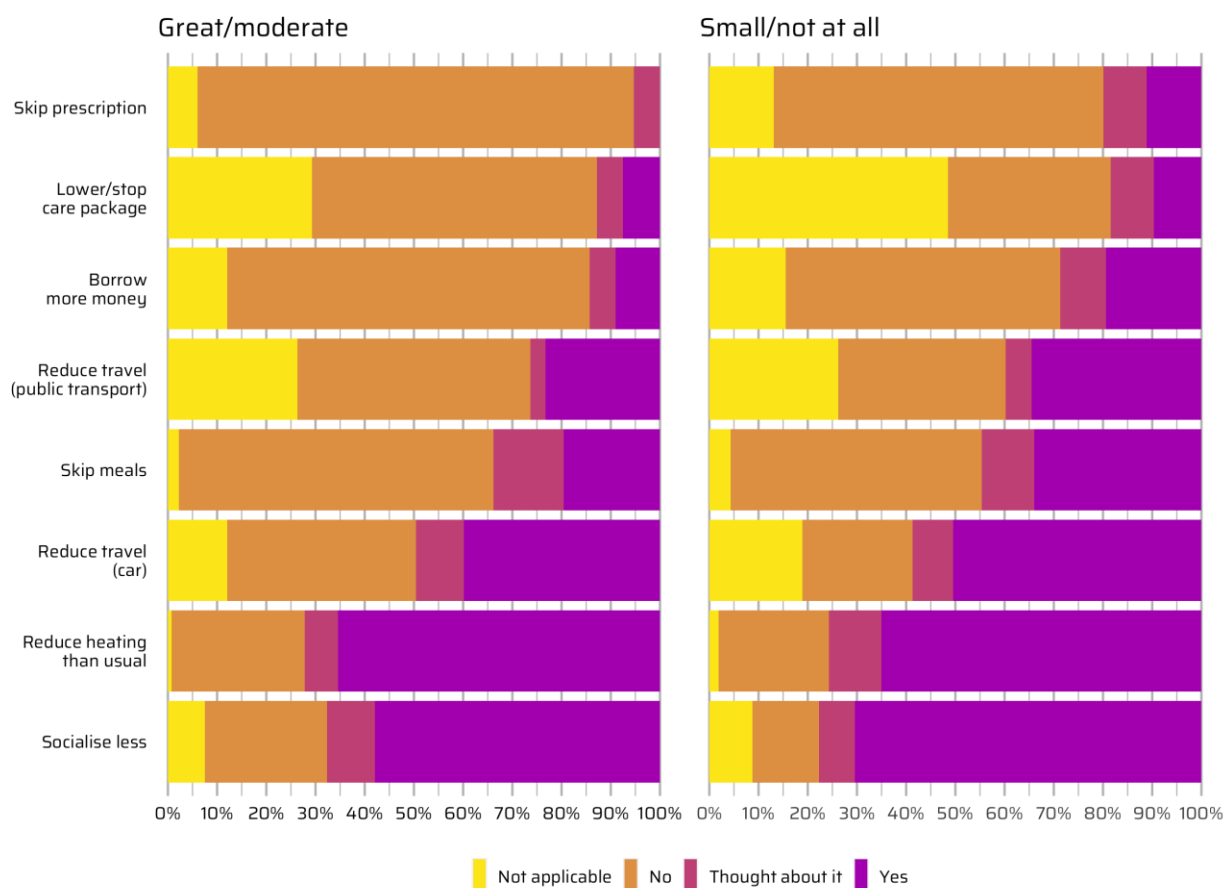 Great/moderate
Small/not at all
Skip prescription
Lower/stop
care package
Borrow
more money
Reduce travel
(public transport)
Skip meals
Reduce travel
(car)
Reduce heating
than usual
Socialise less
0% 10% 20% 30% 40% 50% 60% 70% 80% 90% 100%
0% 10% 20% 30% 40% 50% 60% 70% 80% 90% 100%
Not applicable No Thought about it Yes